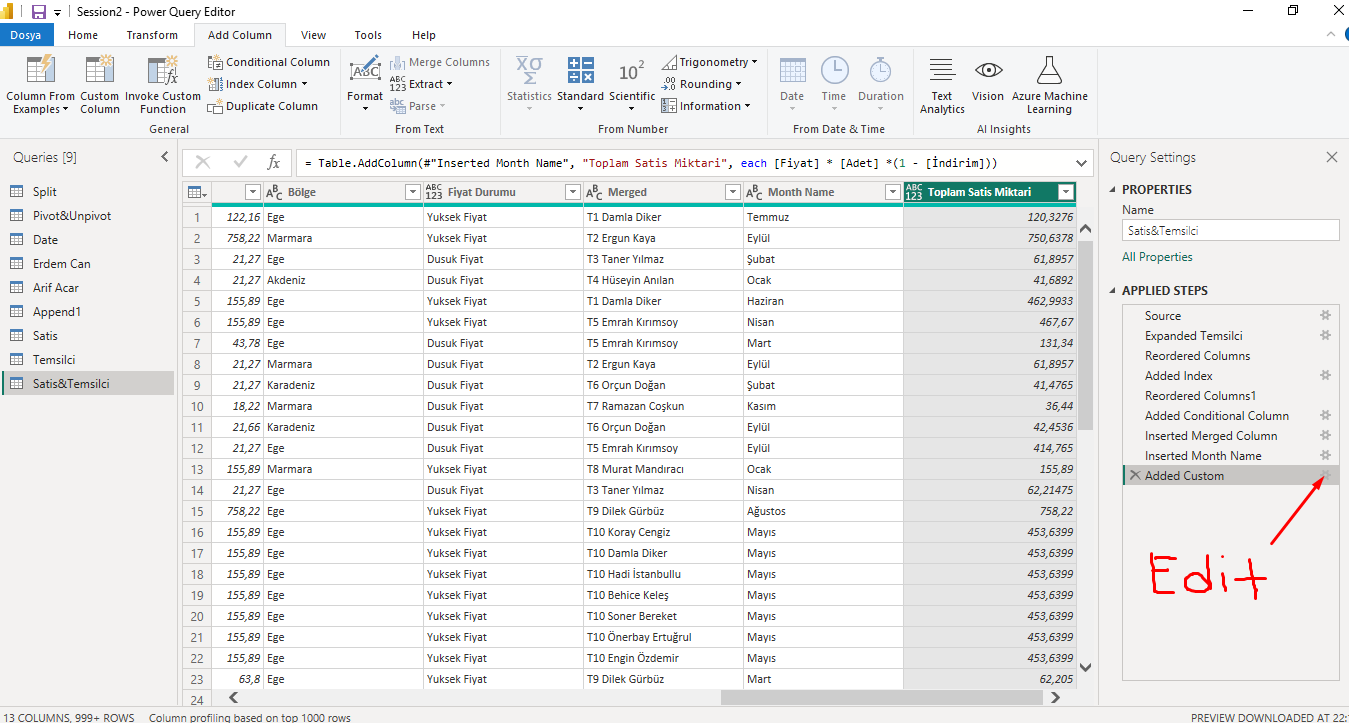 Session2 - Power Query Editor
Dosya Home Transform Add Column View Tools Help
Column From Examples
Custom Column
Invoke Custom Function
Conditional Column
Index Column
Duplicate Column
General
Format
Merge Columns
Extract
Parse
From Text
Statistics
Standard
Scientific
Trigonometry
Rounding
Information
From Number
Date
Time
Duration
From Date & Time
Text Analytics
Vision
Azure Machine Learning
AI Insights
Queries [9]
Split
Pivot&Unpivot
Date
Erdem Can
Arif Acar
Append1
Satis
Temsilci
Satis&Temsilci
= Table.AddColumn(#"Inserted Month Name", "Toplam Satis Miktari", each [Fiyat] * [Adet] *(1 - [İndirim]))
Bölge Fiyat Durumu Merged Month Name Toplam Satis Miktari
1 122,16 Ege Yuksek Fiyat T1 Damla Diker Temmuz 120,3276
2 758,22 Marmara Yuksek Fiyat T2 Ergun Kaya Eylül 750,6378
3 21,27 Ege Dusuk Fiyat T3 Taner Yılmaz Şubat 61,8957
4 21,27 Akdeniz Dusuk Fiyat T4 Hüseyin Anılan Ocak 41,6892
5 155,89 Ege Yuksek Fiyat T1 Damla Diker Haziran 462,9933
6 155,89 Ege Yuksek Fiyat T5 Emrah Kırımsoy Nisan 467,67
7 43,78 Ege Dusuk Fiyat T5 Emrah Kırımsoy Mart 131,34
8 21,27 Marmara Dusuk Fiyat T2 Ergun Kaya Eylül 61,8957
9 21,27 Karadeniz Dusuk Fiyat T6 Orçun Doğan Şubat 41,4765
10 18,22 Marmara Dusuk Fiyat T7 Ramazan Coşkun Kasım 36,44
11 21,66 Karadeniz Dusuk Fiyat T6 Orçun Doğan Eylül 42,4536
12 21,27 Ege Dusuk Fiyat T5 Emrah Kırımsoy Eylül 414,765
13 155,89 Marmara Yuksek Fiyat T8 Murat Mandıracı Ocak 155,89
14 21,27 Ege Dusuk Fiyat T3 Taner Yılmaz Nisan 62,21475
15 758,22 Ege Yuksek Fiyat T9 Dilek Gürbüz Ağustos 758,22
16 155,89 Ege Yuksek Fiyat T10 Koray Cengiz Mayıs 453,6399
17 155,89 Ege Yuksek Fiyat T10 Damla Diker Mayıs 453,6399
18 155,89 Ege Yuksek Fiyat T10 Hadi İstanbullu Mayıs 453,6399
19 155,89 Ege Yuksek Fiyat T10 Behice Keleş Mayıs 453,6399
20 155,89 Ege Yuksek Fiyat T10 Soner Bereket Mayıs 453,6399
21 155,89 Ege Yuksek Fiyat T10 Önerbay Ertuğrul Mayıs 453,6399
22 155,89 Ege Yuksek Fiyat T10 Engin Özdemir Mayıs 453,6399
23 63,8 Ege Yuksek Fiyat T9 Dilek Gürbüz Mart 62,205
24
Query Settings
PROPERTIES
Name
Satis&Temsilci
All Properties
APPLIED STEPS
Source
Expanded Temsilci
Reordered Columns
Added Index
Reordered Columns1
Added Conditional Column
Inserted Merged Column
Inserted Month Name
Added Custom
Edit
13 COLUMNS, 999+ ROWS Column profiling based on top 1000 rows
PREVIEW DOWNLOADED AT 22: